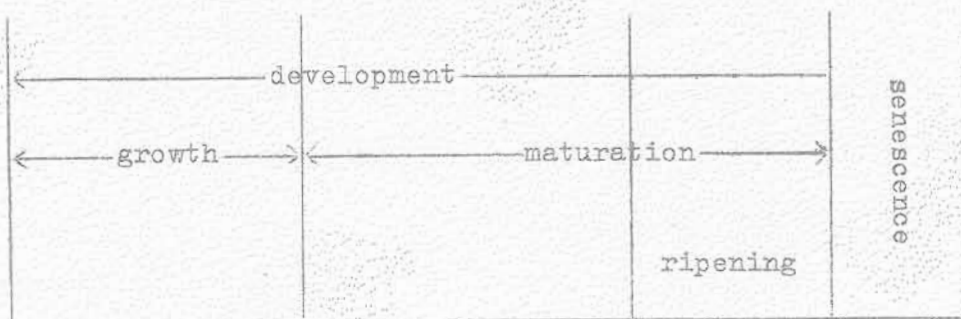 development
growth
maturation
ripening
senescence